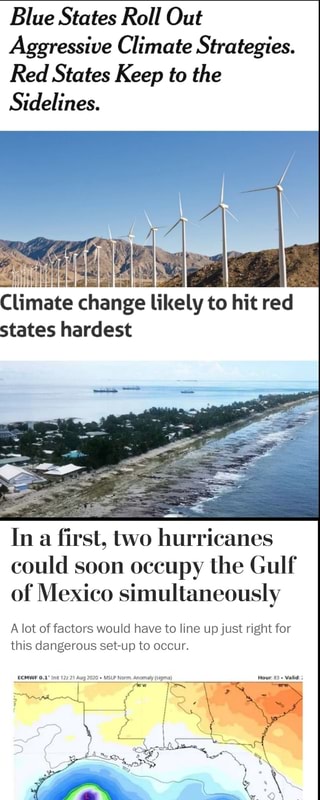 Blue States Roll Out
Aggressive Climate Strategies.
Red States Keep to the
Sidelines.
Climate change likely to hit red
states hardest
In a first, two hurricanes
could soon occupy the Gulf
of Mexico simultaneously
A lot of factors would have to line up just right for
this dangerous set-up to occur.
ECMWF 0.1° Init 12z 21 Aug 2020 • MSLP Norm. Anomaly (sigma) Hour: 83 • Valid